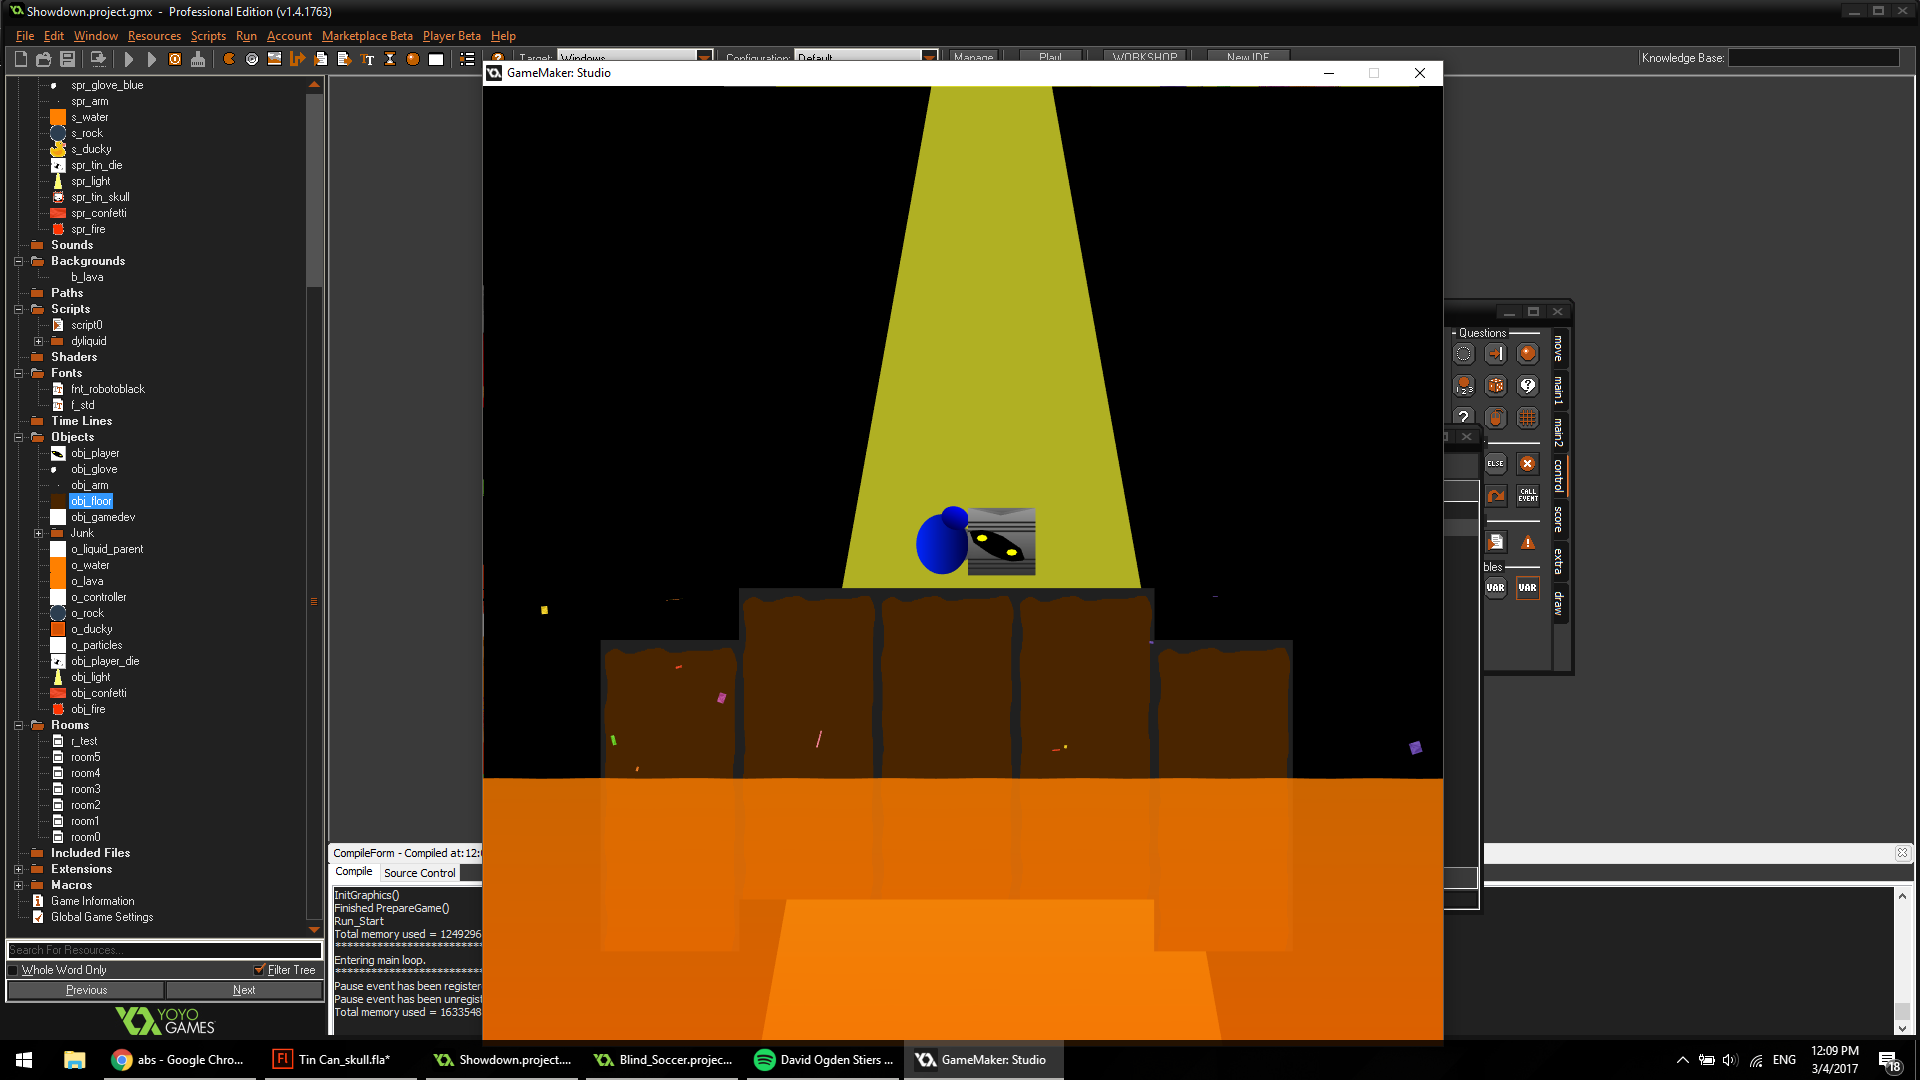 Showdown.project.gmx - Professional Edition (v1.4.1763)
File Edit Window Resources Scripts Run Account Marketplace Beta Player Beta Help
Target: Windows Configuration: Default Manage Play! WORKSHOP New IDE Knowledge Base:
GameMaker: Studio
spr_glove_blue
spr_arm
s_water
s_rock
s_ducky
spr_tin_die
spr_light
spr_tin_skull
spr_confetti
spr_fire
Sounds
Backgrounds
b_lava
Paths
Scripts
script0
dyliquid
Shaders
Fonts
fnt_robotoblack
f_std
Time Lines
Objects
obj_player
obj_glove
obj_arm
obj_floor
obj_gamedev
Junk
o_liquid_parent
o_water
o_lava
o_controller
o_rock
o_ducky
o_particles
obj_player_die
obj_light
obj_confetti
obj_fire
Rooms
r_test
room5
room4
room3
room2
room1
room0
Included Files
Extensions
Macros
Game Information
Global Game Settings
Search For Resources...
Whole Word Only Filter Tree
Previous Next
YOYO
GAMES
Questions
1 2 3
ELSE
CALL
EVENT
bles
VAR VAR
move
main1
main2
control
score
extra
draw
CompileForm - Compiled at: 12:
Compile Source Control
InitGraphics()
Finished PrepareGame()
Run_Start
Total memory used = 1249296
*************************
Entering main loop.
*************************
Pause event has been register
Pause event has been unregist
Total memory used = 1633548
abs - Google Chro... Tin Can_skull.fla* Showdown.project.... Blind_Soccer.projec... David Ogden Stiers ... GameMaker: Studio
ENG
12:09 PM
3/4/2017
18